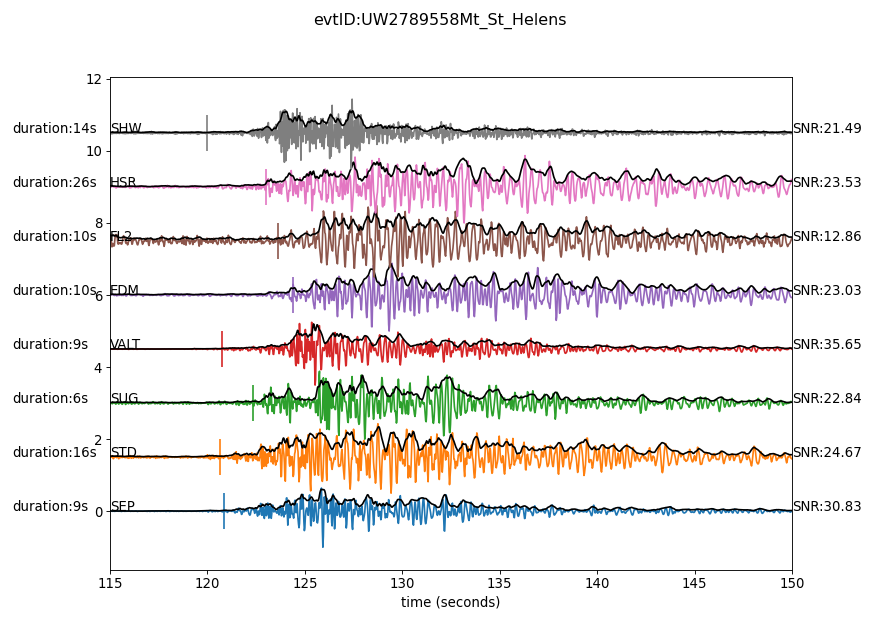 evtID:UW2789558Mt_St_Helens
12
duration:14s SHW SNR:21.49
10
duration:26s HSR SNR:23.53
8
duration:10s FL2 SNR:12.86
duration:10s EDM SNR:23.03
6
duration:9s VALT SNR:35.65
4
duration:6s SUG SNR:22.84
2
duration:16s STD SNR:24.67
duration:9s SEP SNR:30.83
0
115 120 125 130 135 140 145 150
time (seconds)